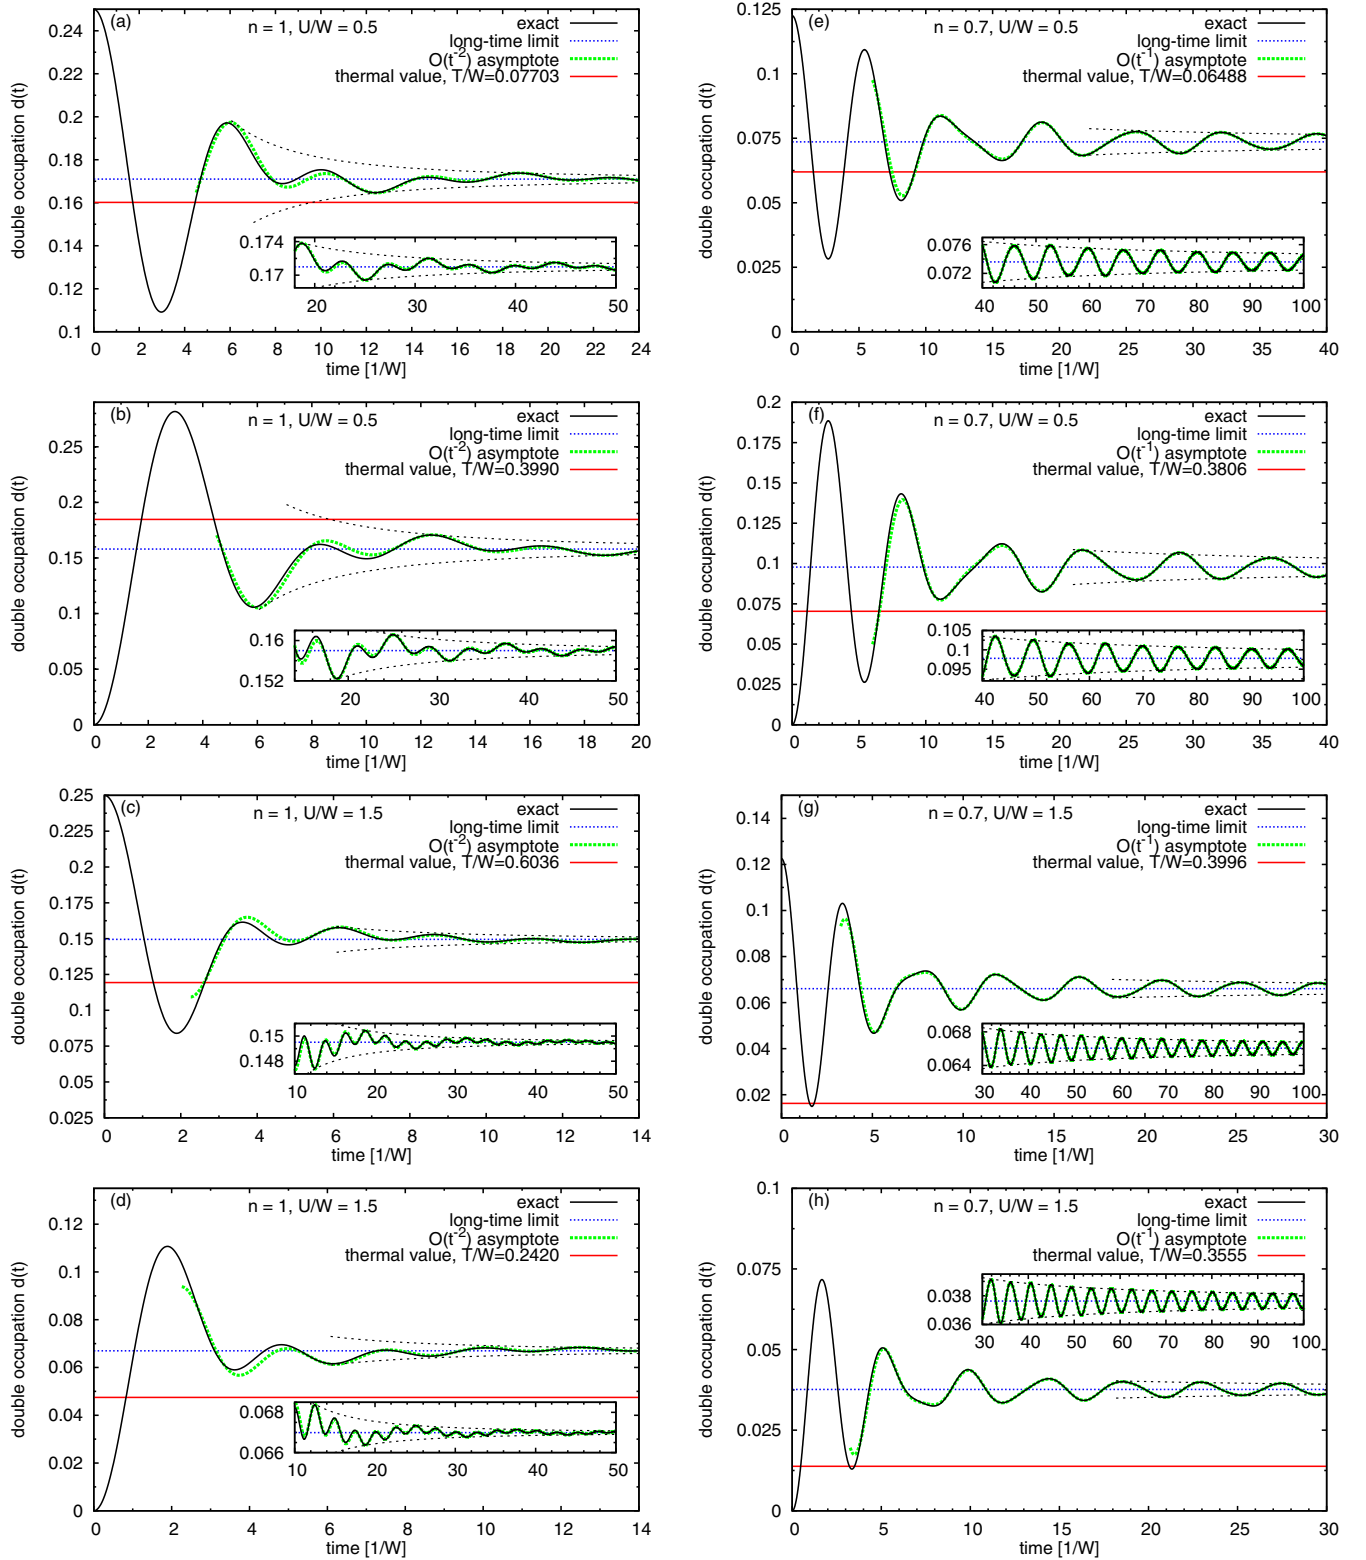 (a)
n = 1, U/W = 0.5
exact
long-time limit
O(t^-2) asymptote
thermal value, T/W=0.07703
double occupation d(t)
0.25
0.24
0.22
0.2
0.18
0.16
0.14
0.12
0.1
0.174
0.17
20 30 40 50
0 2 4 6 8 10 12 14 16 18 20 22 24
time [1/W]
(e)
n = 0.7, U/W = 0.5
exact
long-time limit
O(t^-1) asymptote
thermal value, T/W=0.06488
double occupation d(t)
0.125
0.1
0.075
0.05
0.025
0
0.076
0.072
40 50 60 70 80 90 100
0 5 10 15 20 25 30 35 40
time [1/W]
(b)
n = 1, U/W = 0.5
exact
long-time limit
O(t^-2) asymptote
thermal value, T/W=0.3990
double occupation d(t)
0.25
0.2
0.15
0.1
0.05
0
0.16
0.152
20 30 40 50
0 2 4 6 8 10 12 14 16 18 20
time [1/W]
(f)
n = 0.7, U/W = 0.5
exact
long-time limit
O(t^-1) asymptote
thermal value, T/W=0.3806
double occupation d(t)
0.2
0.175
0.15
0.125
0.1
0.075
0.05
0.025
0
0.105
0.1
0.095
40 50 60 70 80 90 100
0 5 10 15 20 25 30 35 40
time [1/W]
(c)
n = 1, U/W = 1.5
exact
long-time limit
O(t^-2) asymptote
thermal value, T/W=0.6036
double occupation d(t)
0.25
0.225
0.2
0.175
0.15
0.125
0.1
0.075
0.05
0.025
0.15
0.148
10 20 30 40 50
0 2 4 6 8 10 12 14
time [1/W]
(g)
n = 0.7, U/W = 1.5
exact
long-time limit
O(t^-1) asymptote
thermal value, T/W=0.3996
double occupation d(t)
0.14
0.12
0.1
0.08
0.06
0.04
0.02
0.068
0.064
30 40 50 60 70 80 90 100
0 5 10 15 20 25 30
time [1/W]
(d)
n = 1, U/W = 1.5
exact
long-time limit
O(t^-2) asymptote
thermal value, T/W=0.2420
double occupation d(t)
0.12
0.1
0.08
0.06
0.04
0.02
0
0.068
0.066
10 20 30 40 50
0 2 4 6 8 10 12 14
time [1/W]
(h)
n = 0.7, U/W = 1.5
exact
long-time limit
O(t^-1) asymptote
thermal value, T/W=0.3555
double occupation d(t)
0.1
0.075
0.05
0.025
0
0.038
0.036
30 40 50 60 70 80 90 100
0 5 10 15 20 25 30
time [1/W]